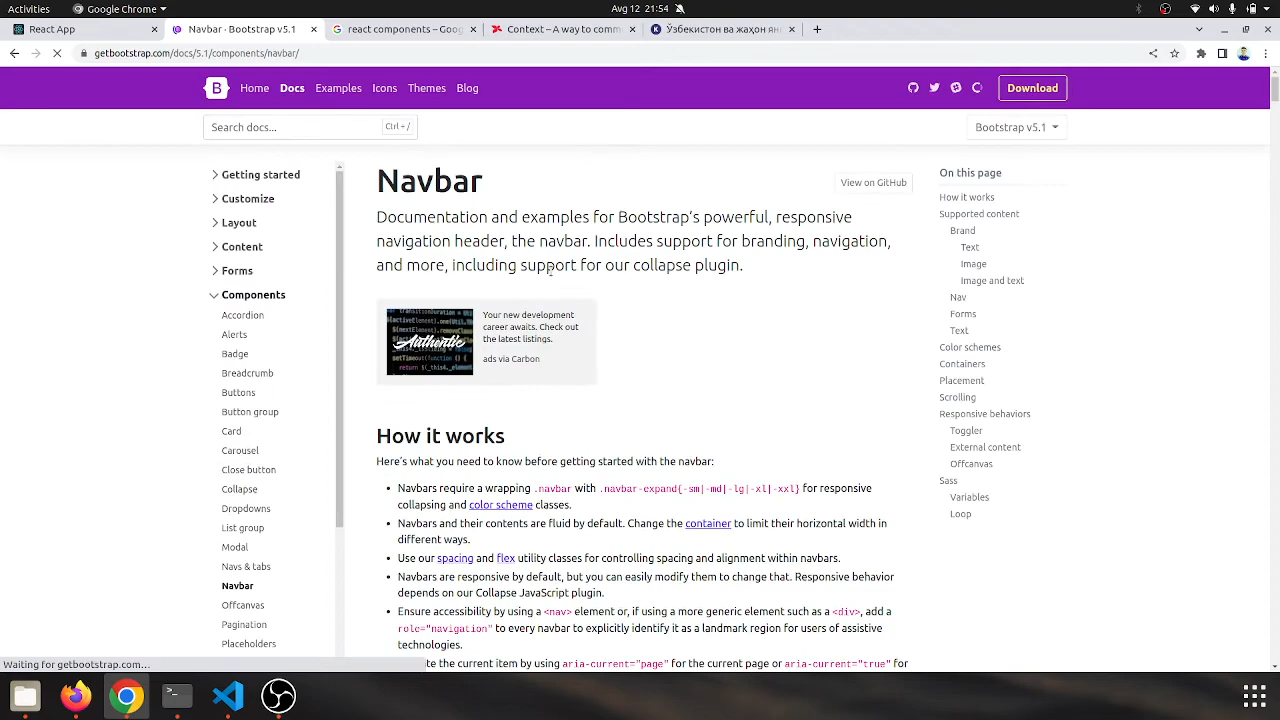 Activities
Google Chrome
Aug 12, 21:54
React App
Navbar · Bootstrap v5.1
react components – Goog
Context – A way to comm
Ўзбекистон ва жаҳон ян
getbootstrap.com/docs/5.1/components/navbar/
B
Home
Docs
Examples
Icons
Themes
Blog
Download
Search docs...
Ctrl + /
Bootstrap v5.1
Getting started
Customize
Layout
Content
Forms
Components
Accordion
Alerts
Badge
Breadcrumb
Buttons
Button group
Card
Carousel
Close button
Collapse
Dropdowns
List group
Modal
Navs & tabs
Navbar
Offcanvas
Pagination
Placeholders
Navbar
View on GitHub
Documentation and examples for Bootstrap's powerful, responsive
navigation header, the navbar. Includes support for branding, navigation,
and more, including support for our collapse plugin.
Authentic
Your new development
career awaits. Check out
the latest listings.
ads via Carbon
How it works
Here's what you need to know before getting started with the navbar:
• Navbars require a wrapping .navbar with .navbar-expand{-sm|-md|-lg|-xl|-xxl} for responsive
collapsing and color scheme classes.
• Navbars and their contents are fluid by default. Change the container to limit their horizontal width in
different ways.
• Use our spacing and flex utility classes for controlling spacing and alignment within navbars.
• Navbars are responsive by default, but you can easily modify them to change that. Responsive behavior
depends on our Collapse JavaScript plugin.
• Ensure accessibility by using a <nav> element or, if using a more generic element such as a <div>, add a
role="navigation" to every navbar to explicitly identify it as a landmark region for users of assistive
technologies.
te the current item by using aria-current="page" for the current page or aria-current="true" for
On this page
How it works
Supported content
Brand
Text
Image
Image and text
Nav
Forms
Text
Color schemes
Containers
Placement
Scrolling
Responsive behaviors
Toggler
External content
Offcanvas
Sass
Variables
Loop
Waiting for getbootstrap.com...